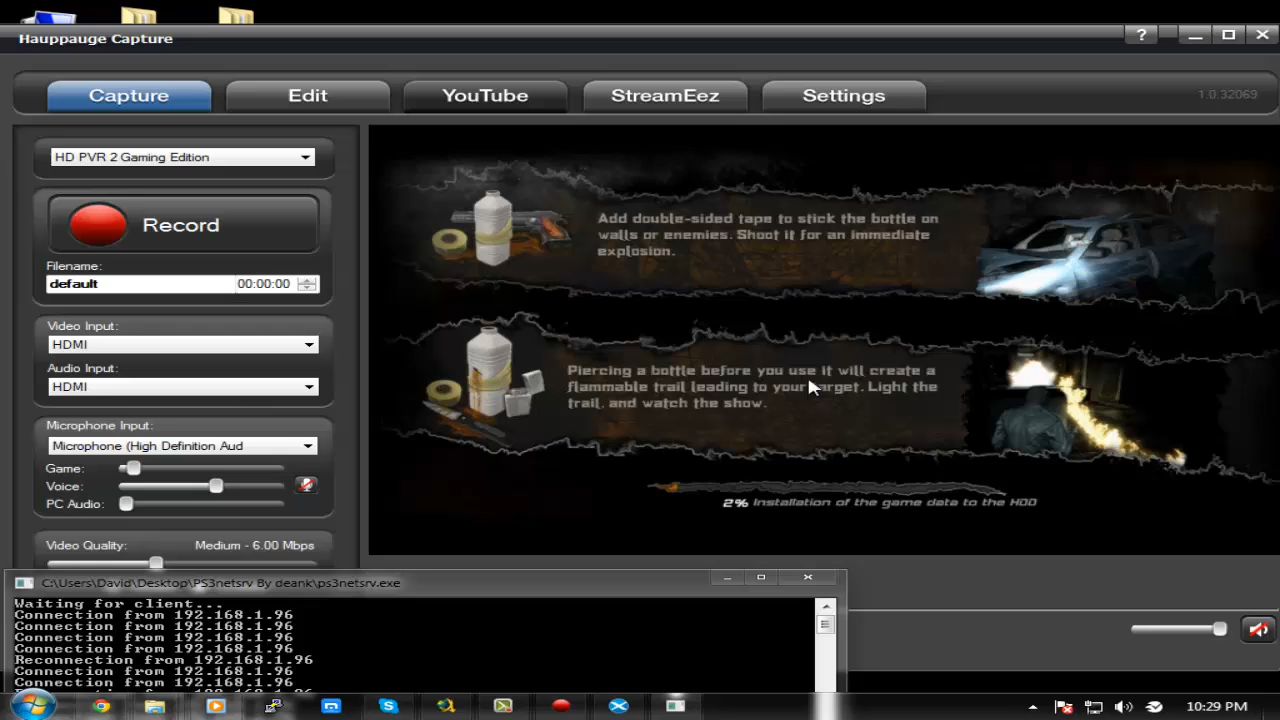 Hauppauge Capture
?
Capture
Edit
YouTube
StreamEez
Settings
1.0.32069
HD PVR 2 Gaming Edition
Record
Filename:
default
00:00:00
Video Input:
HDMI
Audio Input:
HDMI
Microphone Input:
Microphone (High Definition Aud
Game:
Voice:
PC Audio:
Video Quality:
Medium - 6.00 Mbps
Add double-sided tape to stick the bottle on
walls or enemies. Shoot it for an immediate
explosion.
Piercing a bottle before you use it will create a
flammable trail leading to your target. Light the
trail, and watch the show.
2% Installation of the game data to the HDD
C:\Users\David\Desktop\PS3netsrv By deank\ps3netsrv.exe
Waiting for client...
Connection from 192.168.1.96
Connection from 192.168.1.96
Connection from 192.168.1.96
Connection from 192.168.1.96
Reconnection from 192.168.1.96
Connection from 192.168.1.96
Connection from 192.168.1.96
10:29 PM